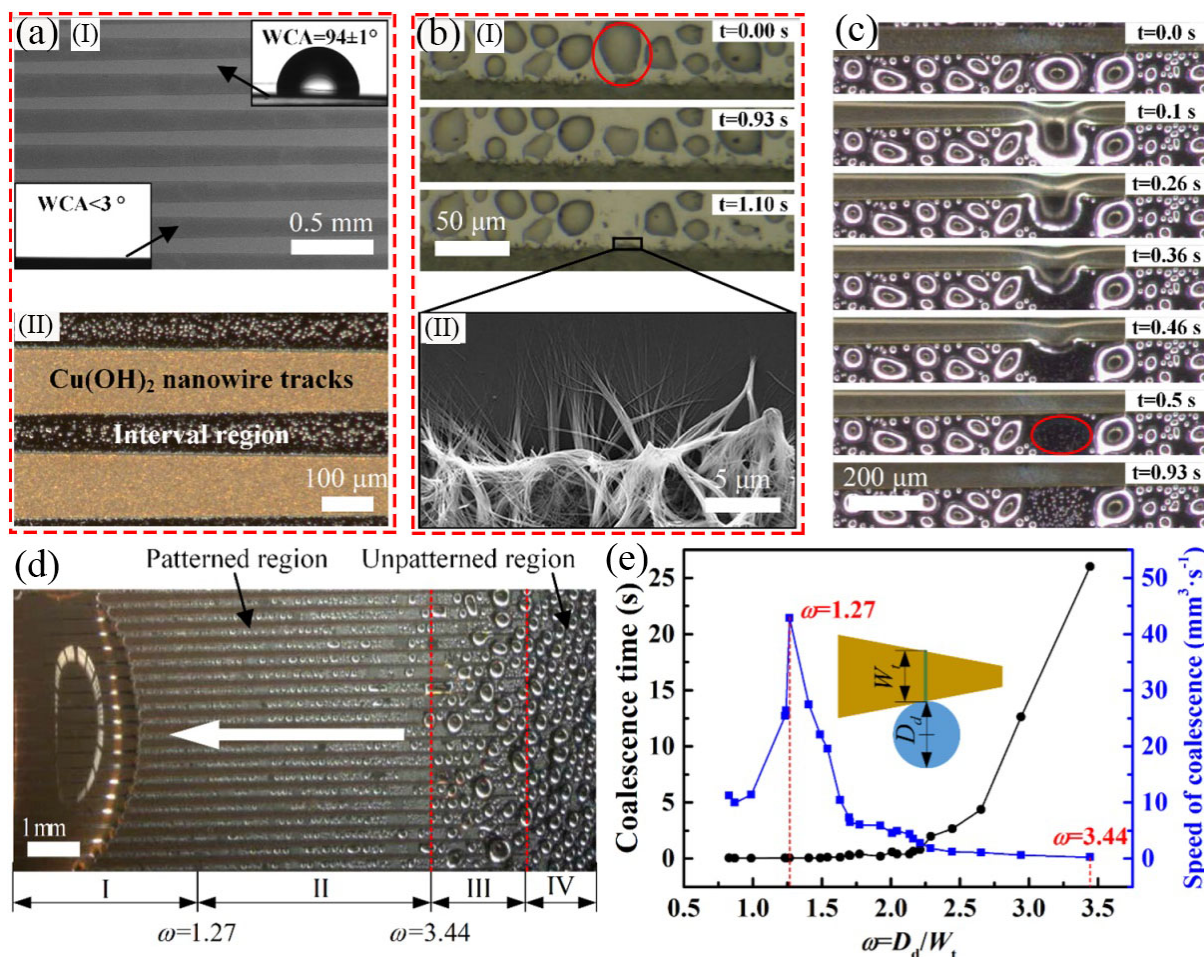 (a)
(I)
WCA=94±1°
WCA<3 °
0.5 mm
(II)
Cu(OH)₂ nanowire tracks
Interval region
100 μm
(b)
(I)
t=0.00 s
t=0.93 s
t=1.10 s
50 μm
(II)
5 μm
(c)
t=0.0 s
t=0.1 s
t=0.26 s
t=0.36 s
t=0.46 s
t=0.5 s
t=0.93 s
200 μm
(d)
Patterned region
Unpatterned region
1mm
I
II
III
IV
ω=1.27
ω=3.44
(e)
Coalescence time (s)
25
20
15
10
5
0
ω=1.27
W_t
D_d
ω=3.44
50
40
30
20
10
0
Speed of coalescence (mm³·s⁻¹)
0.5
1.0
1.5
2.0
2.5
3.0
3.5
ω=D_d/W_t